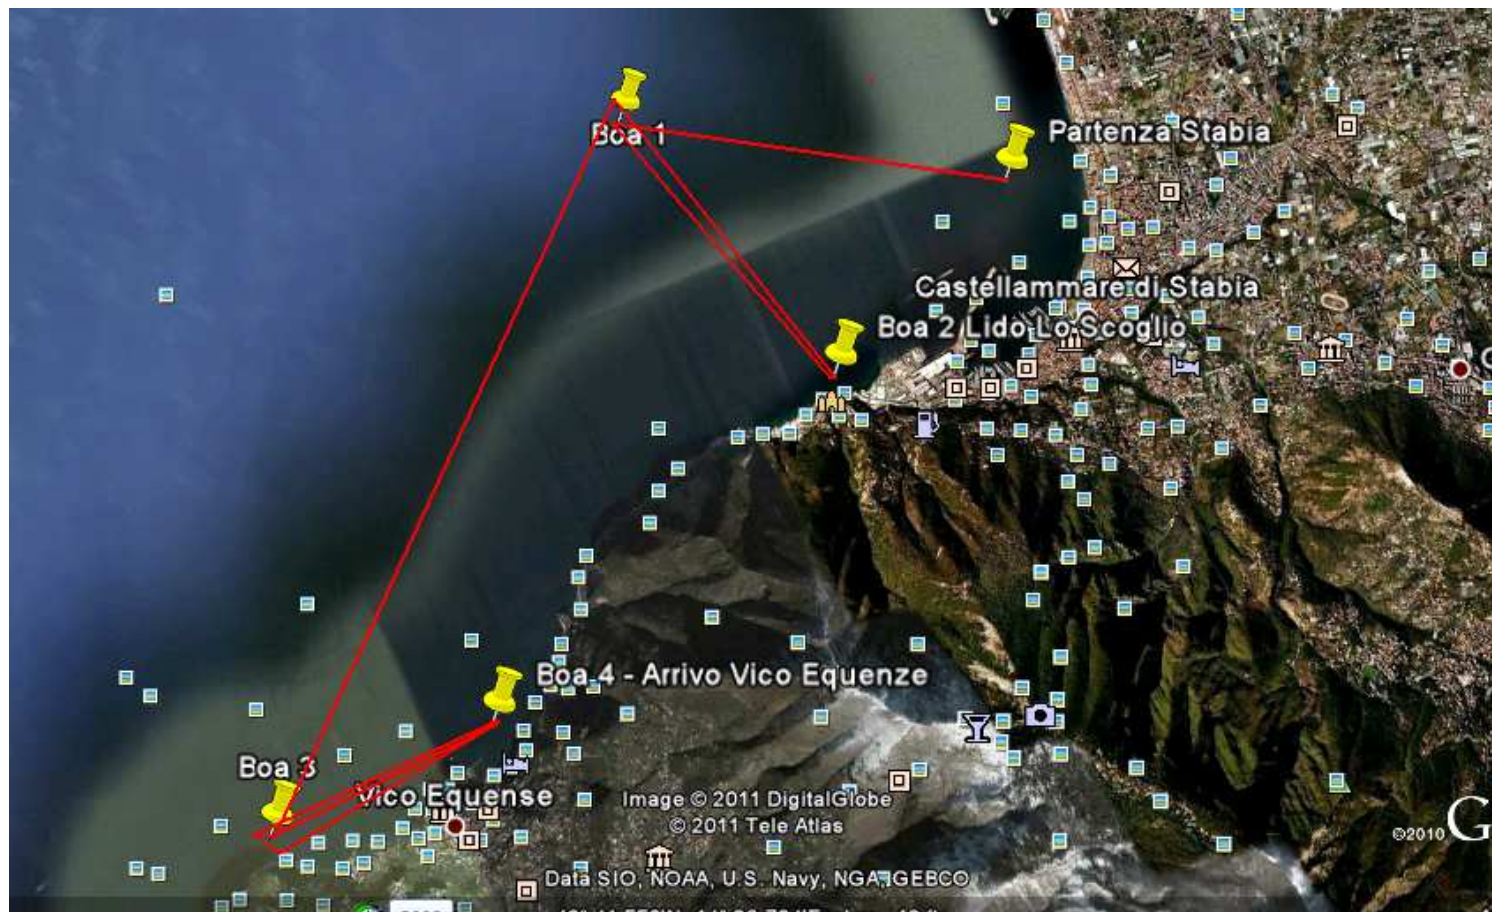 Boa 1
Partenza Stabia
Castellammare di Stabia
Boa 2 Lido Lo Scoglio
Boa 4 - Arrivo Vico Equenze
Boa 3
Vico Equense
Image © 2011 DigitalGlobe
© 2011 Tele Atlas
©2010 G
Data SIO, NOAA, U.S. Navy, NGA, GEBCO